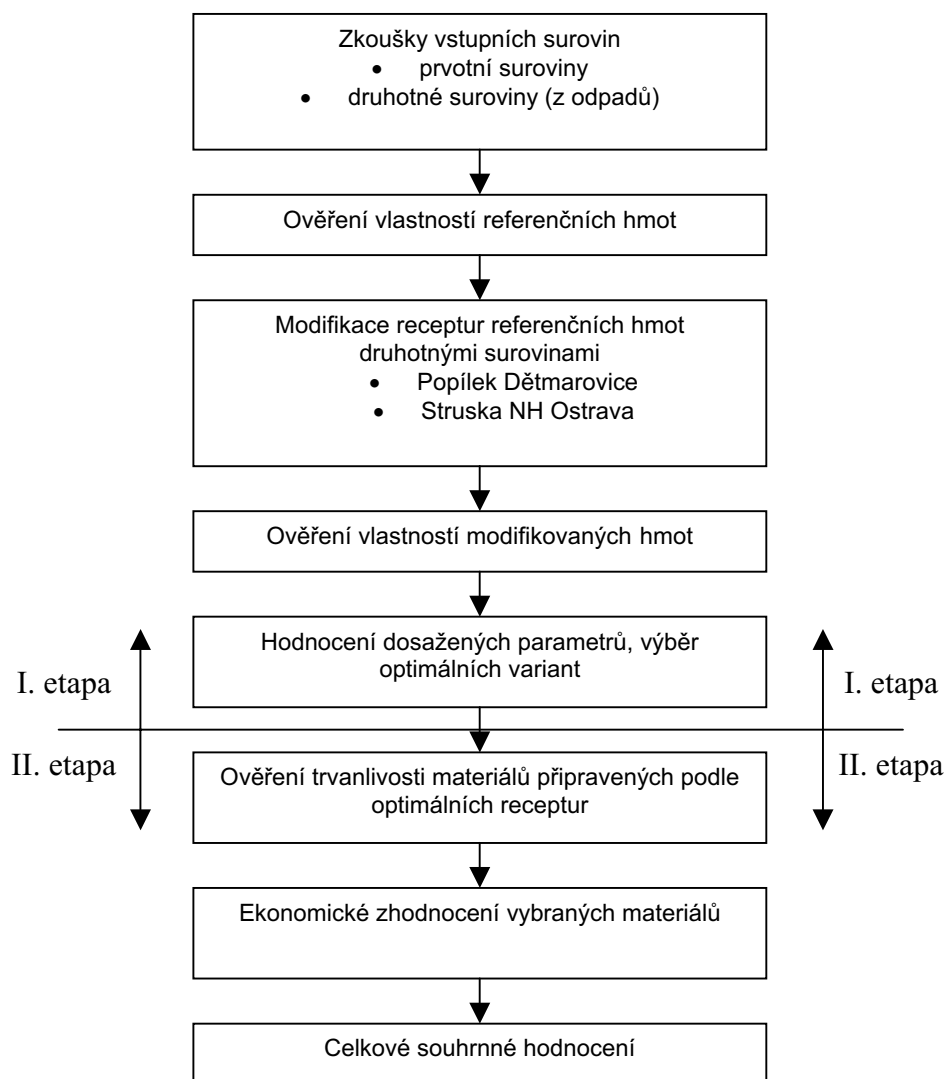 Zkoušky vstupních surovin
• prvotní suroviny
• druhotné suroviny (z odpadů)
Ověření vlastností referenčních hmot
Modifikace receptur referenčních hmot
druhotnými surovinami
• Popílek Dětmarovice
• Struska NH Ostrava
Ověření vlastností modifikovaných hmot
Hodnocení dosažených parametrů, výběr
optimálních variant
I. etapa
I. etapa
II. etapa
II. etapa
Ověření trvanlivosti materiálů připravených podle
optimálních receptur
Ekonomické zhodnocení vybraných materiálů
Celkové souhrnné hodnocení